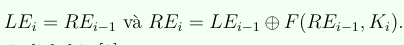 LE_i = RE_{i-1} và RE_i = LE_{i-1} ⊕ F(RE_{i-1}, K_i).